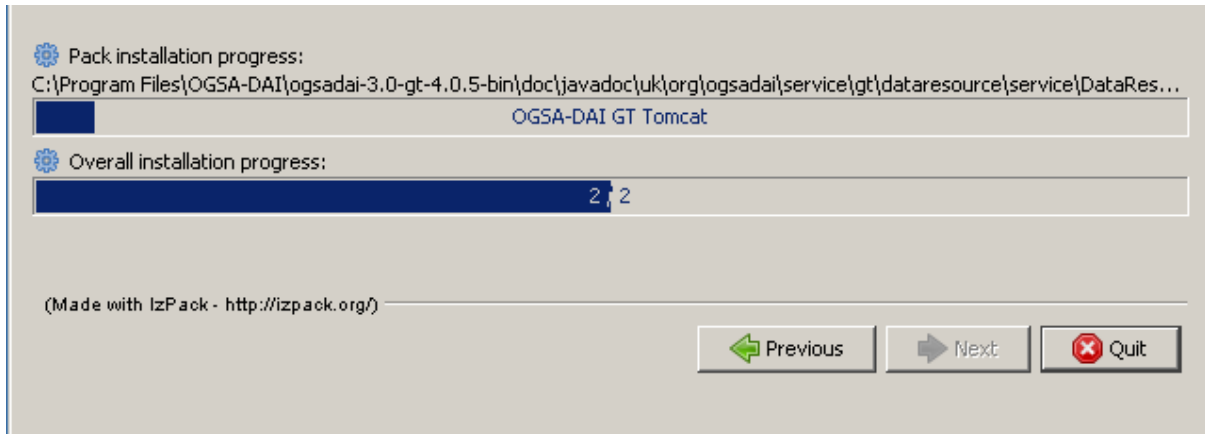 Pack installation progress:
C:\Program Files\OGSA-DAI\ogsadai-3.0-gt-4.0.5-bin\doc\javadoc\uk\org\ogsadai\service\gt\dataresource\service\DataRes...
OGSA-DAI GT Tomcat
Overall installation progress:
2 / 2
(Made with IzPack - http://izpack.org/)
Previous Next Quit